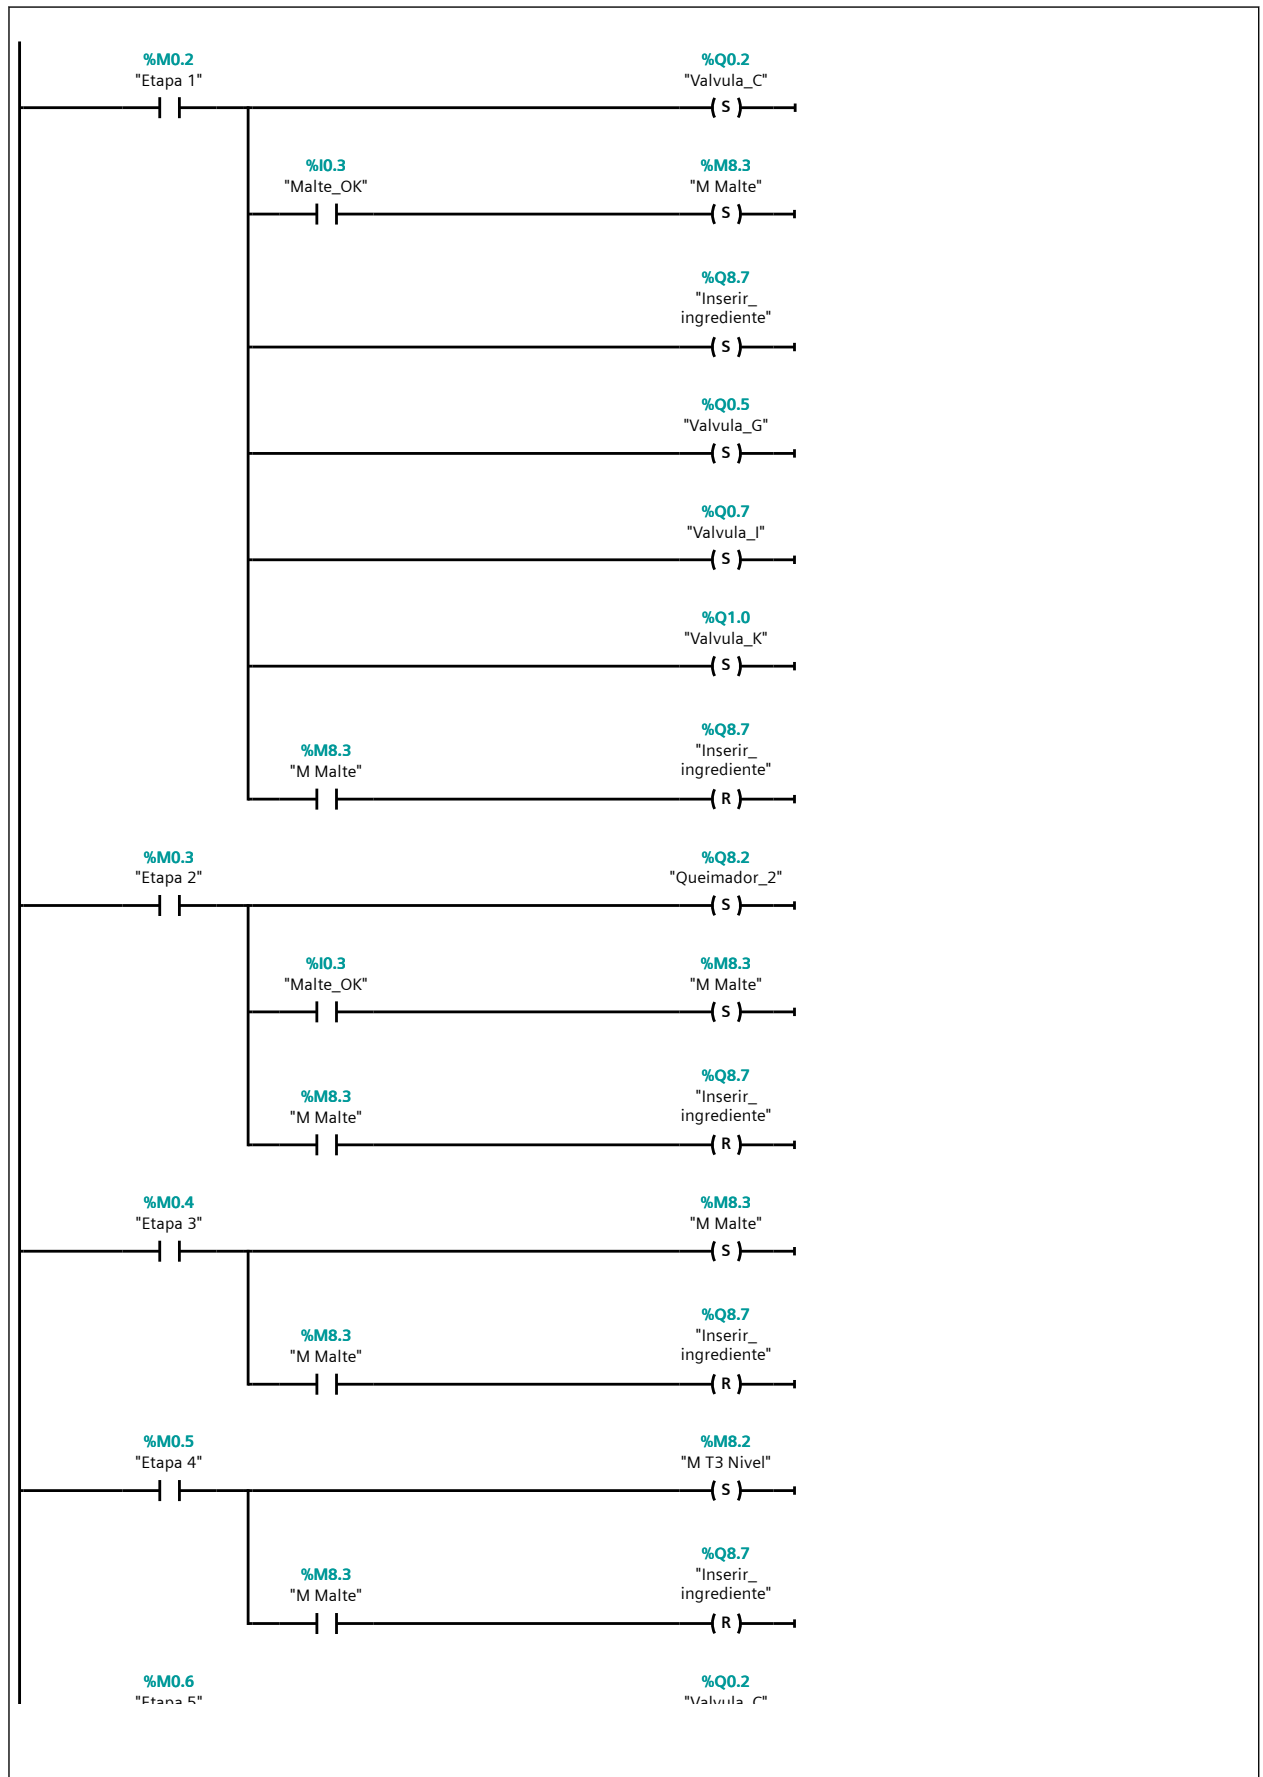 %M0.2 %Q0.2
"Etapa 1" "Valvula_C"
( S )
%I0.3 %M8.3
"Malte_OK" "M Malte"
( S )
%Q8.7
"Inserir_
ingrediente"
( S )
%Q0.5
"Valvula_G"
( S )
%Q0.7
"Valvula_I"
( S )
%Q1.0
"Valvula_K"
( S )
%Q8.7
%M8.3 "Inserir_
"M Malte" ingrediente"
( R )
%M0.3 %Q8.2
"Etapa 2" "Queimador_2"
( S )
%I0.3 %M8.3
"Malte_OK" "M Malte"
( S )
%Q8.7
%M8.3 "Inserir_
"M Malte" ingrediente"
( R )
%M0.4 %M8.3
"Etapa 3" "M Malte"
( S )
%Q8.7
%M8.3 "Inserir_
"M Malte" ingrediente"
( R )
%M0.5 %M8.2
"Etapa 4" "M T3 Nivel"
( S )
%Q8.7
%M8.3 "Inserir_
"M Malte" ingrediente"
( R )
%M0.6 %Q0.2
"Etapa 5" "Valvula_C"